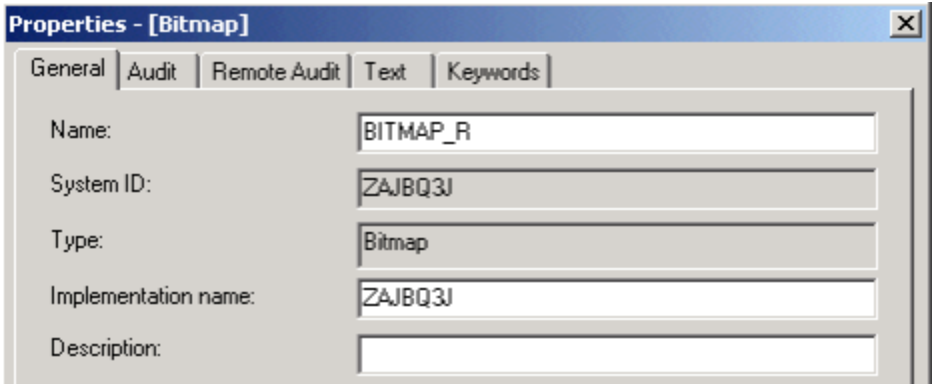 Properties - [Bitmap]
General Audit Remote Audit Text Keywords
Name: BITMAP_R
System ID: ZAJBQ3J
Type: Bitmap
Implementation name: ZAJBQ3J
Description: